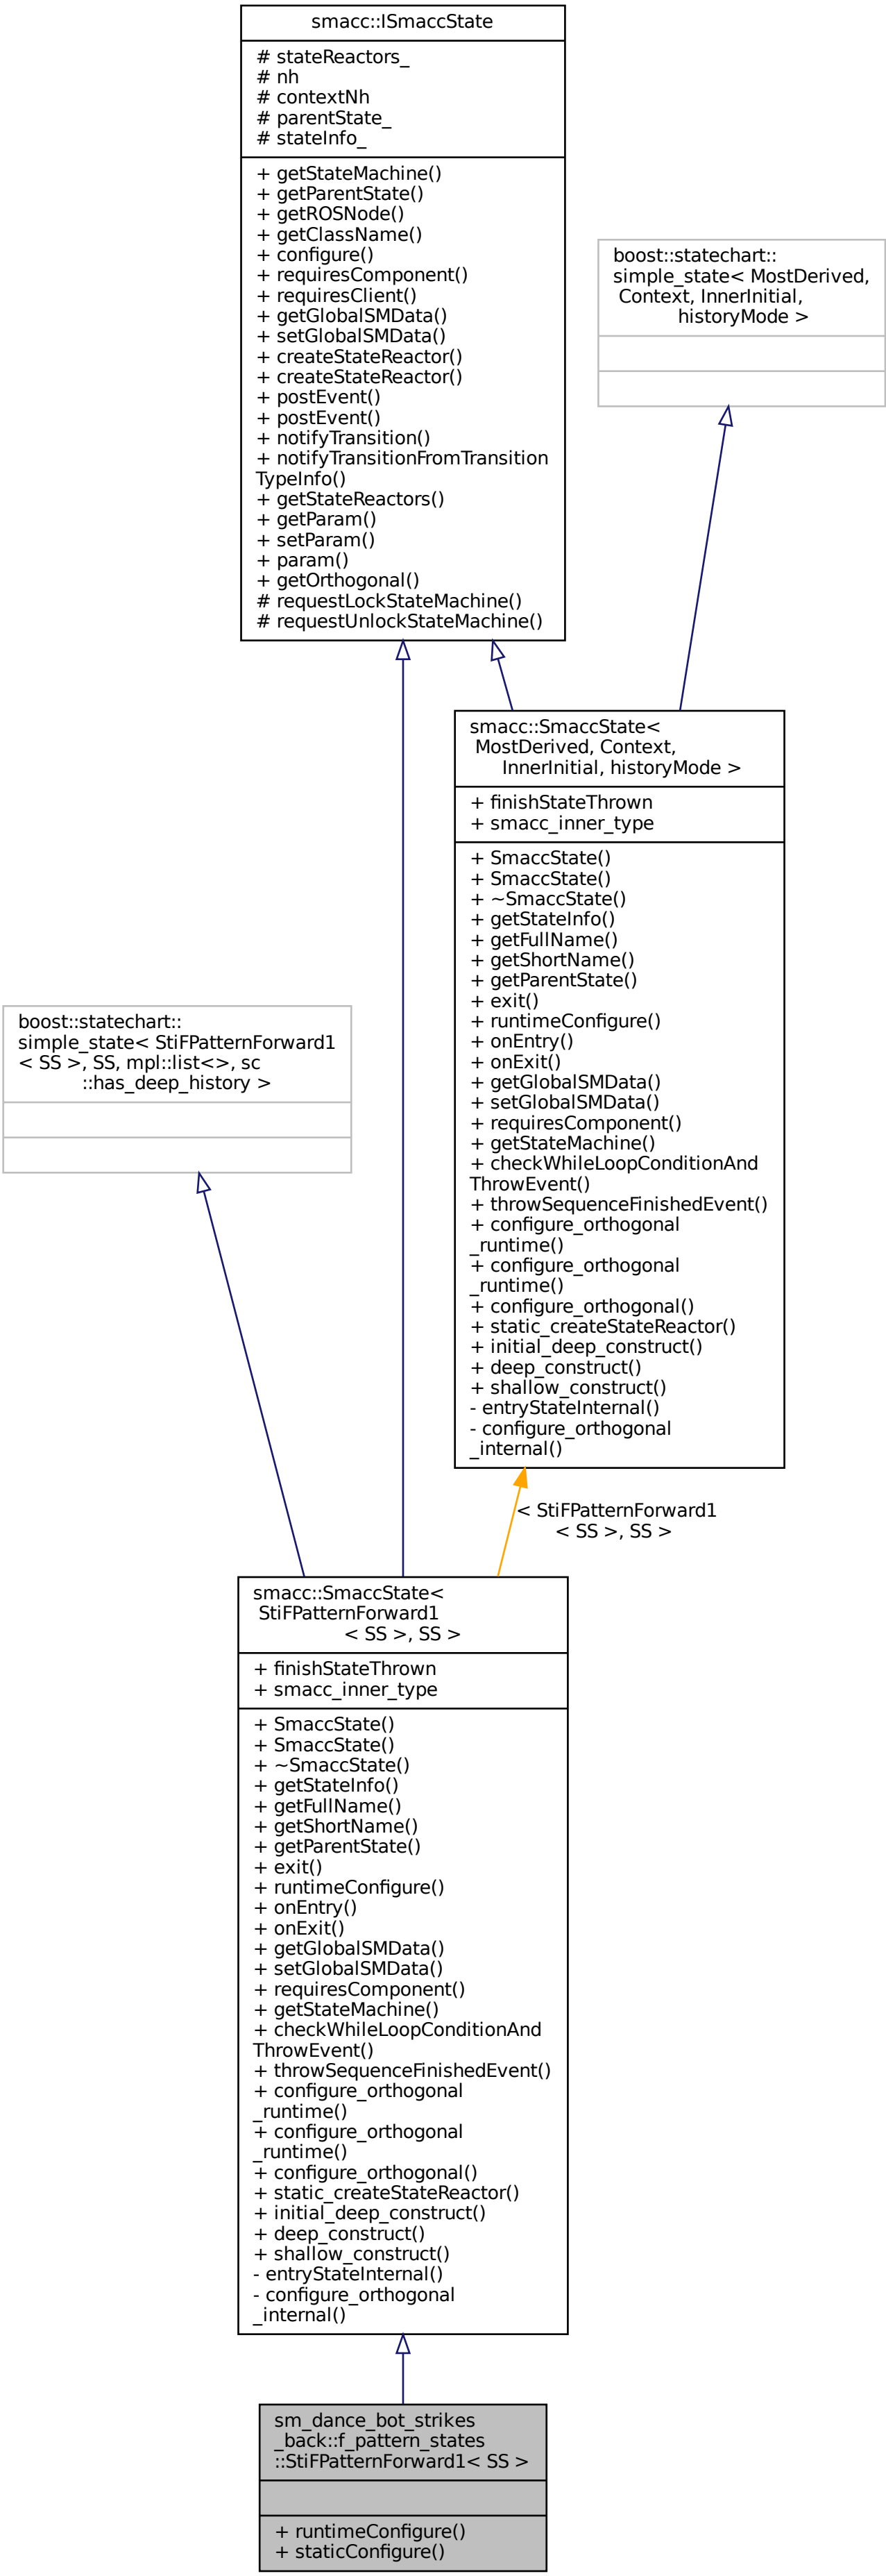 smacc::ISmaccState
# stateReactors_
# nh
# contextNh
# parentState_
# stateInfo_
+ getStateMachine()
+ getParentState()
+ getROSNode()
+ getClassName()
+ configure()
+ requiresComponent()
+ requiresClient()
+ getGlobalSMData()
+ setGlobalSMData()
+ createStateReactor()
+ createStateReactor()
+ postEvent()
+ postEvent()
+ notifyTransition()
+ notifyTransitionFromTransition
TypeInfo()
+ getStateReactors()
+ getParam()
+ setParam()
+ param()
+ getOrthogonal()
# requestLockStateMachine()
# requestUnlockStateMachine()
boost::statechart::
simple_state< MostDerived,
Context, InnerInitial,
historyMode >
smacc::SmaccState<
MostDerived, Context,
InnerInitial, historyMode >
+ finishStateThrown
+ smacc_inner_type
+ SmaccState()
+ SmaccState()
+ ~SmaccState()
+ getStateInfo()
+ getFullName()
+ getShortName()
+ getParentState()
+ exit()
+ runtimeConfigure()
+ onEntry()
+ onExit()
+ getGlobalSMData()
+ setGlobalSMData()
+ requiresComponent()
+ getStateMachine()
+ checkWhileLoopConditionAnd
ThrowEvent()
+ throwSequenceFinishedEvent()
+ configure_orthogonal
_runtime()
+ configure_orthogonal
_runtime()
+ configure_orthogonal()
+ static_createStateReactor()
+ initial_deep_construct()
+ deep_construct()
+ shallow_construct()
- entryStateInternal()
- configure_orthogonal
_internal()
boost::statechart::
simple_state< StiFPatternForward1
< SS >, SS, mpl::list<>, sc
::has_deep_history >
< StiFPatternForward1
< SS >, SS >
smacc::SmaccState<
StiFPatternForward1
< SS >, SS >
+ finishStateThrown
+ smacc_inner_type
+ SmaccState()
+ SmaccState()
+ ~SmaccState()
+ getStateInfo()
+ getFullName()
+ getShortName()
+ getParentState()
+ exit()
+ runtimeConfigure()
+ onEntry()
+ onExit()
+ getGlobalSMData()
+ setGlobalSMData()
+ requiresComponent()
+ getStateMachine()
+ checkWhileLoopConditionAnd
ThrowEvent()
+ throwSequenceFinishedEvent()
+ configure_orthogonal
_runtime()
+ configure_orthogonal
_runtime()
+ configure_orthogonal()
+ static_createStateReactor()
+ initial_deep_construct()
+ deep_construct()
+ shallow_construct()
- entryStateInternal()
- configure_orthogonal
_internal()
sm_dance_bot_strikes
_back::f_pattern_states
::StiFPatternForward1< SS >
+ runtimeConfigure()
+ staticConfigure()